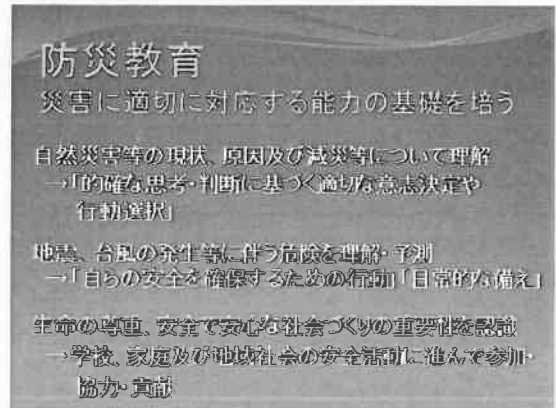 防災教育
災害に適切に対応する能力の基礎を培う
自然災害等の現状、原因及び減災等について理解
→「的確な思考・判断に基づく適切な意志決定や
行動選択」
地震、台風の発生等に伴う危険を理解・予測
→「自らの安全を確保するための行動」「日常的な備え」
生命の尊重、安全で安心な社会づくりの重要性を認識
→学校、家庭及び地域社会の安全活動に進んで参加・
協力・貢献